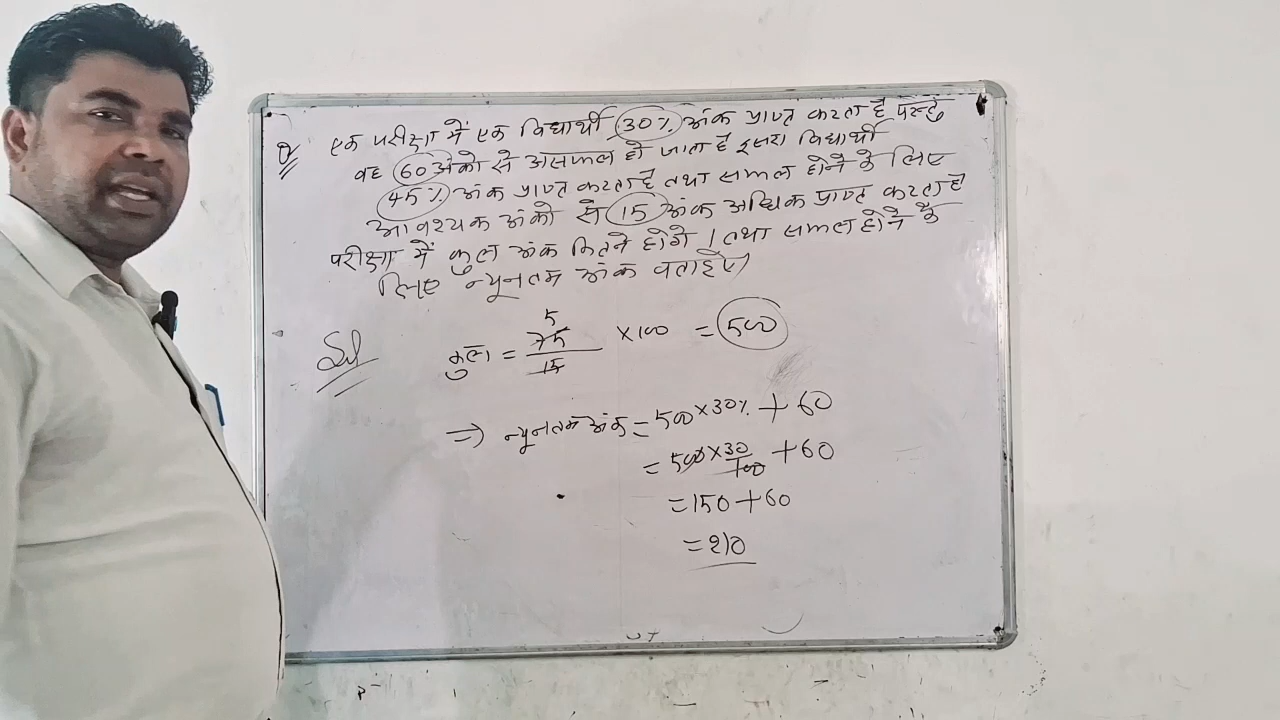 Q एक परीक्षा में एक विद्यार्थी 30% अंक प्राप्त करता है परन्तु
वह 60 अंको से असफल हो जाता है दूसरा विद्यार्थी
45% अंक प्राप्त करता है तथा सफल होने के लिए
आवश्यक अंको से 15 अंक अधिक प्राप्त करता है
परीक्षा में कुल अंक कितने होगे । तथा सफल होने के
लिए न्यूनतम अंक बताईए।
Sol
5
कुल = 75/15 × 100 = 500
=> न्यूनतम अंक = 500 × 30% + 60
= 500 × 30/100 + 60
= 150 + 60
= 210